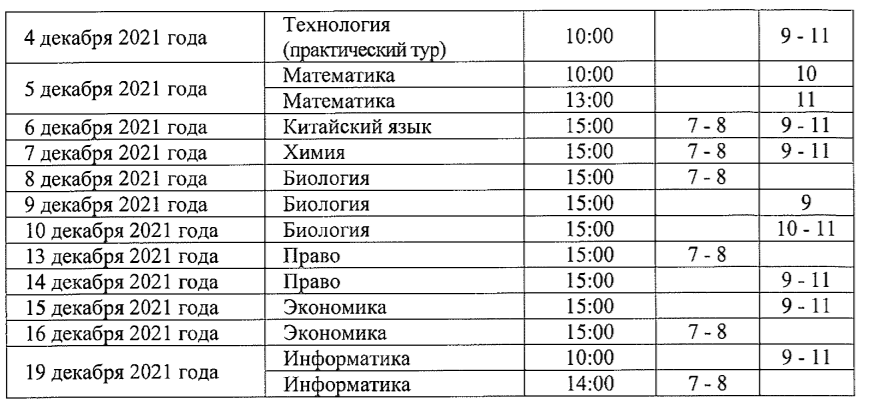 4 декабря 2021 года Технология (практический тур) 10:00 9 - 11
5 декабря 2021 года Математика 10:00 10
Математика 13:00 11
6 декабря 2021 года Китайский язык 15:00 7 - 8 9 - 11
7 декабря 2021 года Химия 15:00 7 - 8 9 - 11
8 декабря 2021 года Биология 15:00 7 - 8
9 декабря 2021 года Биология 15:00 9
10 декабря 2021 года Биология 15:00 10 - 11
13 декабря 2021 года Право 15:00 7 - 8
14 декабря 2021 года Право 15:00 9 - 11
15 декабря 2021 года Экономика 15:00 9 - 11
16 декабря 2021 года Экономика 15:00 7 - 8
19 декабря 2021 года Информатика 10:00 9 - 11
Информатика 14:00 7 - 8